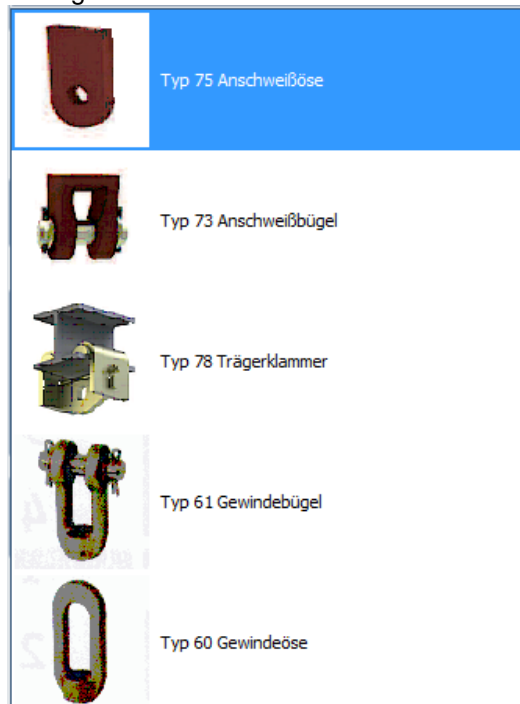 Typ 75 Anschweißöse
Typ 73 Anschweißbügel
Typ 78 Trägerklammer
Typ 61 Gewindebügel
Typ 60 Gewindeöse